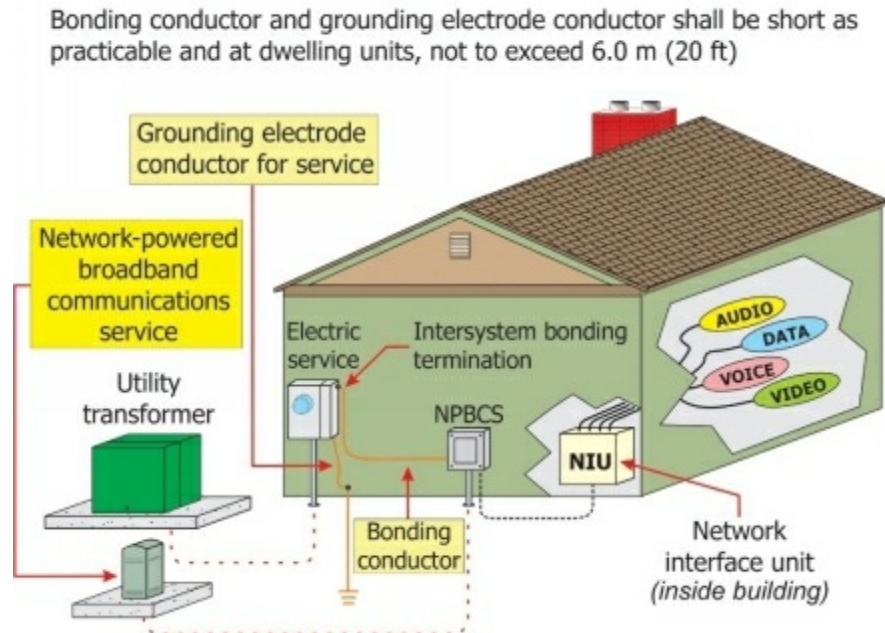 Bonding conductor and grounding electrode conductor shall be short as
practicable and at dwelling units, not to exceed 6.0 m (20 ft)
Grounding electrode
conductor for service
Network-powered
broadband
communications
service
Electric
service
Intersystem bonding
termination
AUDIO
DATA
VOICE
VIDEO
Utility
transformer
NPBCS
NIU
Bonding
conductor
Network
interface unit
(inside building)